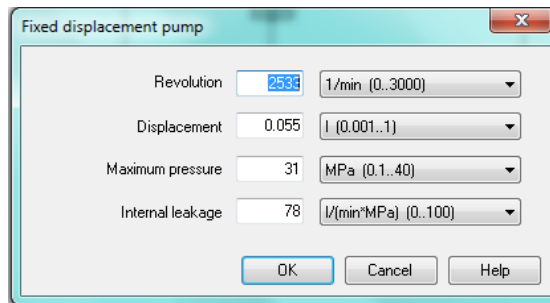 Fixed displacement pump
Revolution 2533 1/min (0..3000)
Displacement 0.055 l (0.001..1)
Maximum pressure 31 MPa (0.1..40)
Internal leakage 78 l/(min*MPa) (0..100)
OK Cancel Help